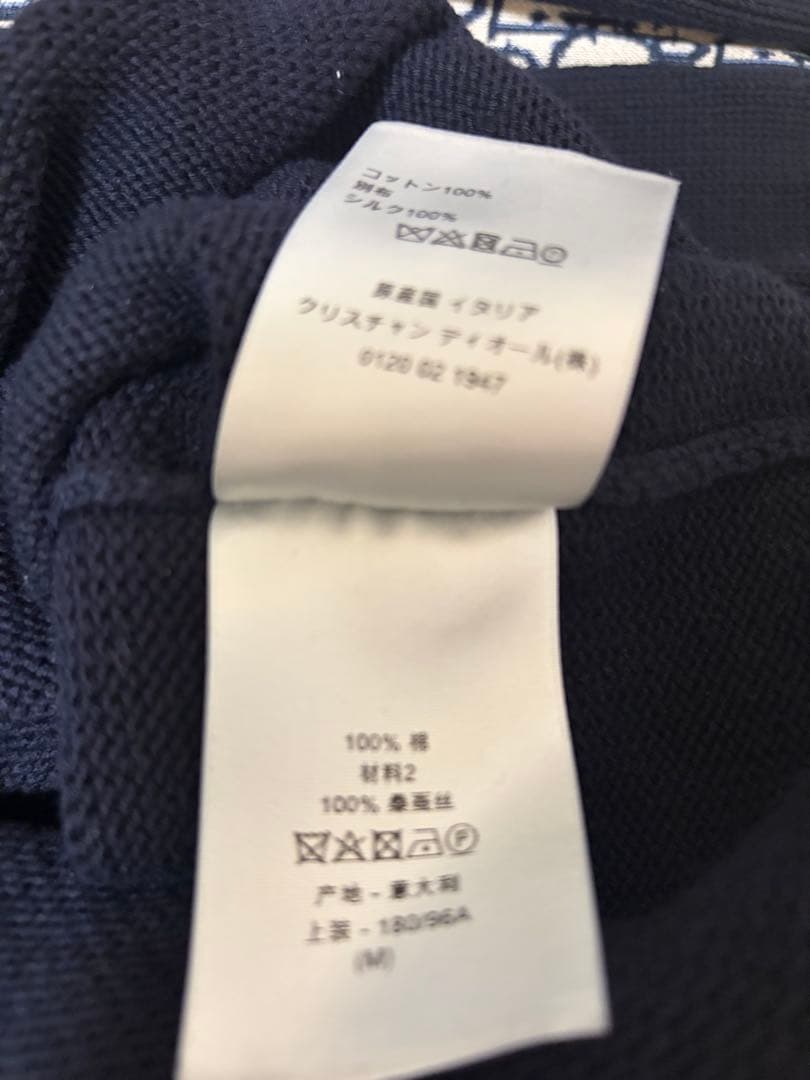 コットン100%
別布
シルク100%
原産国 イタリア
クリスチャン ディオール(株)
0120 02 1947
100% 棉
材料2
100% 桑蚕丝
F
产地 - 意大利
上装 - 180/96A
(M)